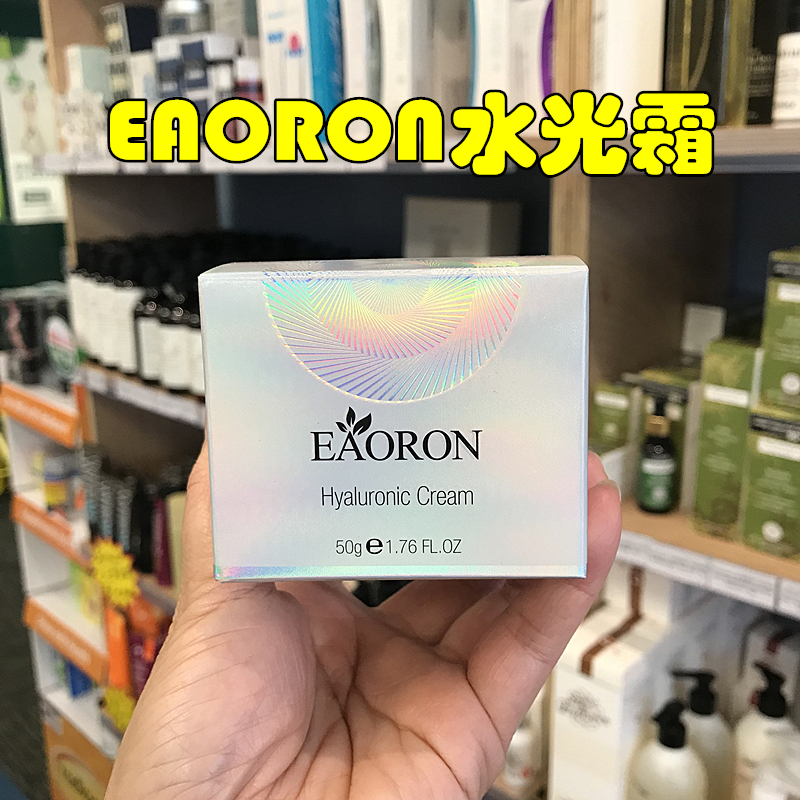 EAORON水光霜
EAORON
Hyaluronic Cream
50g e 1.76 FL.OZ